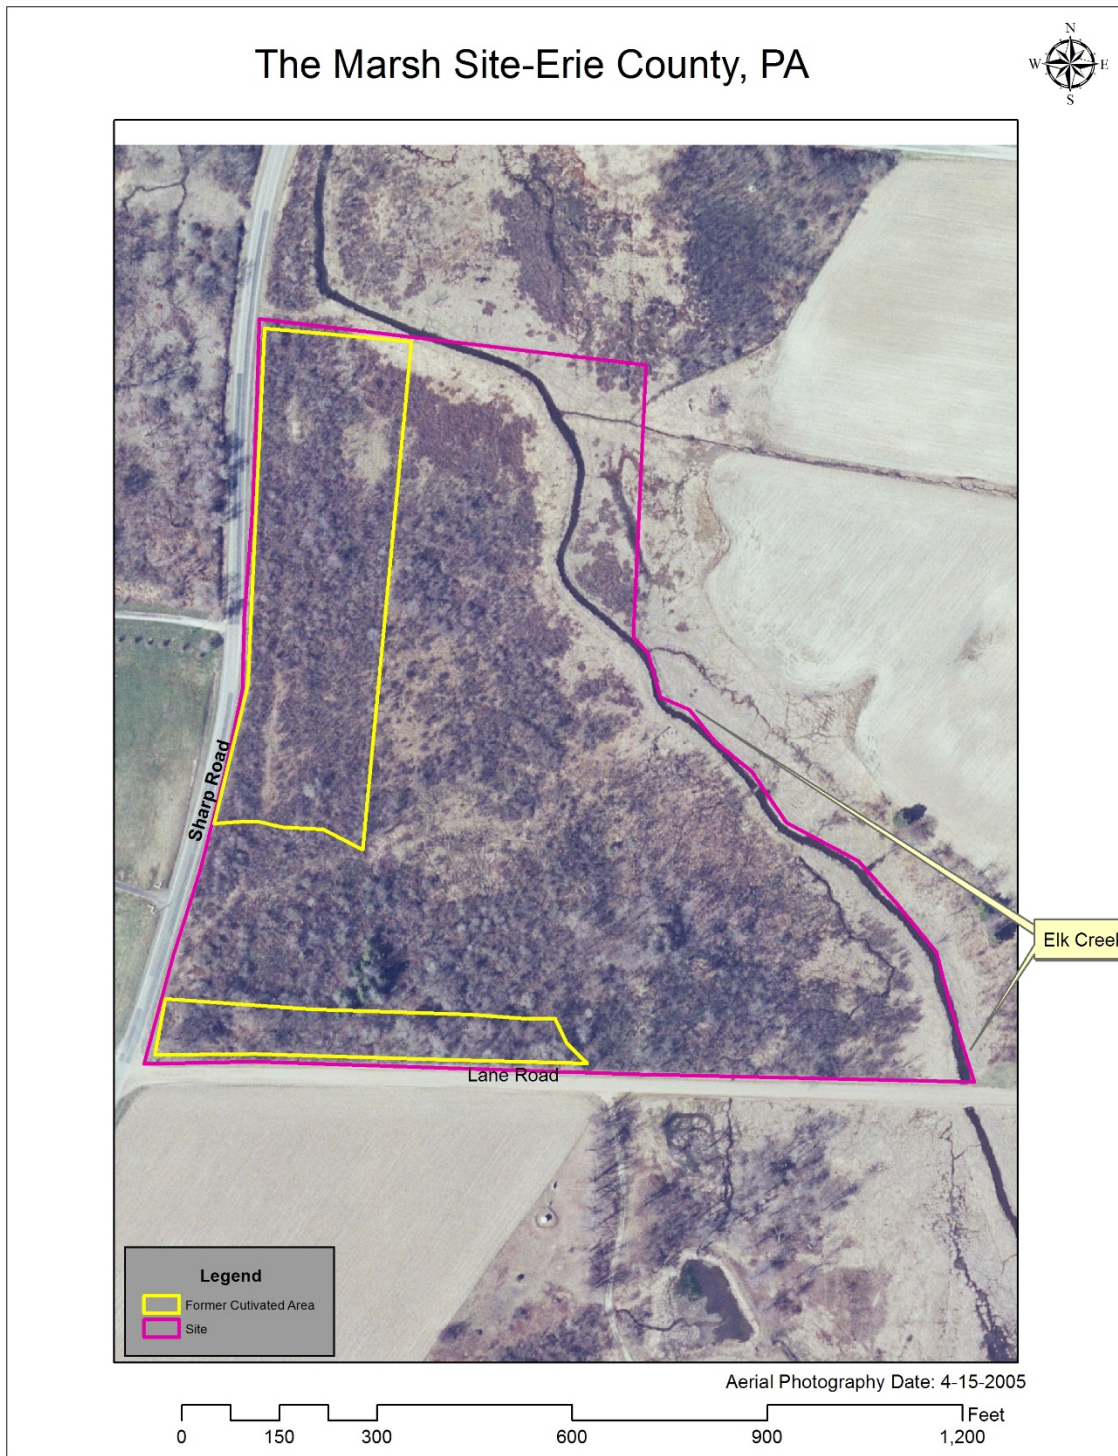 The Marsh Site-Erie County, PA
N
W E
S
Sharp Road
Elk Creek
Lane Road
Legend
Former Cutivated Area
Site
Aerial Photography Date: 4-15-2005
Feet
0 150 300 600 900 1,200